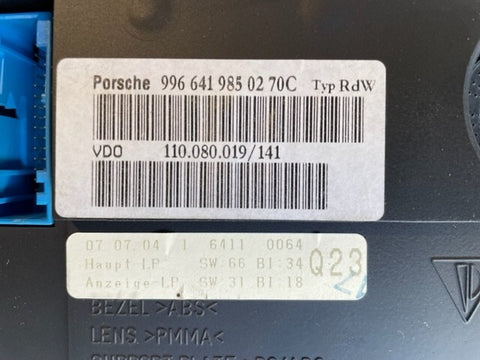 Porsche 996 641 985 02 70C Typ RdW
VDO 110.080.019/141
07 07 04 1 6411 0064
Haupt-LP SW:66 BI:34 Q23
Anzeige-LP SW:31 BI:18
BEZEL >ABS<
LENS >PMMA<